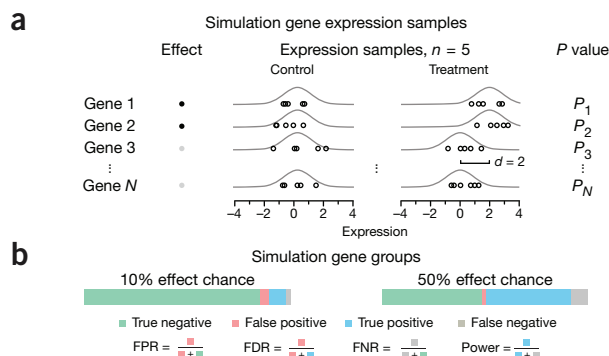 a
Simulation gene expression samples
Effect Expression samples, n = 5 P value
Control Treatment
Gene 1 P1
Gene 2 P2
Gene 3 P3
d = 2
⋮ ⋮ ⋮
Gene N PN
–4 –2 0 2 4 –4 –2 0 2 4
Expression
b
Simulation gene groups
10% effect chance 50% effect chance
True negative False positive True positive False negative
FPR = + FDR = + FNR = + Power = +